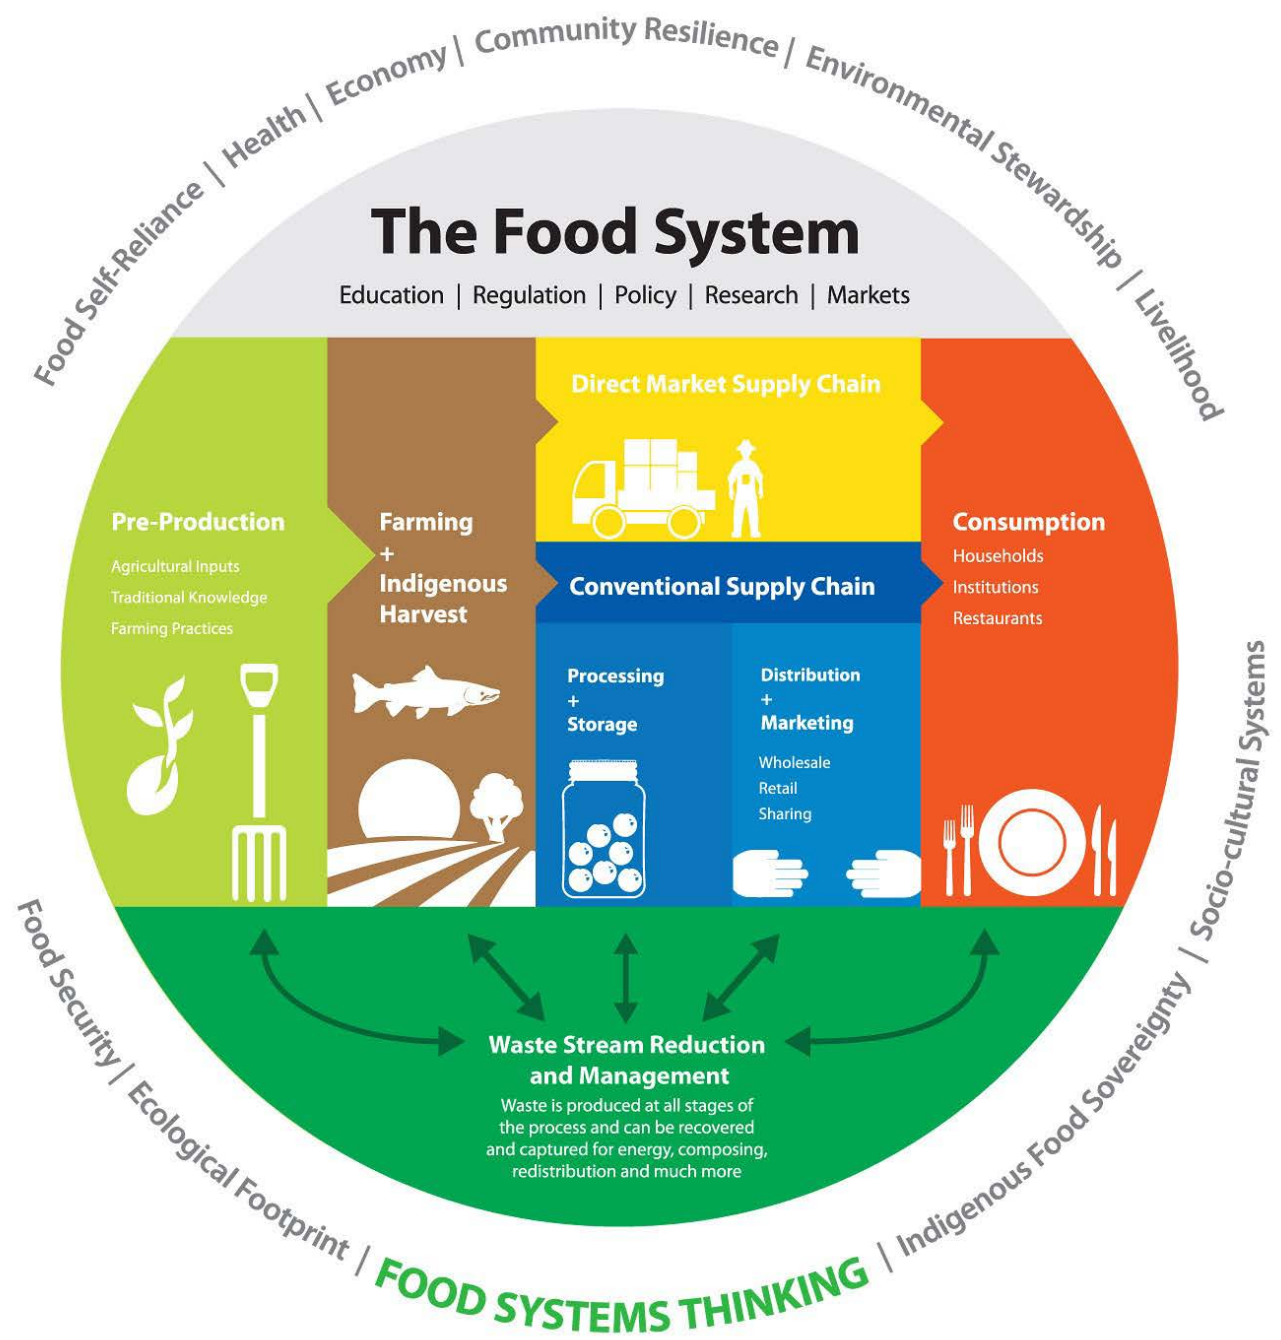 Food Self-Reliance | Health | Economy | Community Resilience | Environmental Stewardship | Livelihood
The Food System
Education | Regulation | Policy | Research | Markets
Direct Market Supply Chain
Pre-Production
Agricultural Inputs
Traditional Knowledge
Farming Practices
Farming
+
Indigenous
Harvest
Conventional Supply Chain
Processing
+
Storage
Distribution
+
Marketing
Wholesale
Retail
Sharing
Consumption
Households
Institutions
Restaurants
Waste Stream Reduction
and Management
Waste is produced at all stages of
the process and can be recovered
and captured for energy, composing,
redistribution and much more
Food Security | Ecological Footprint | FOOD SYSTEMS THINKING | Indigenous Food Sovereignty | Socio-cultural Systems